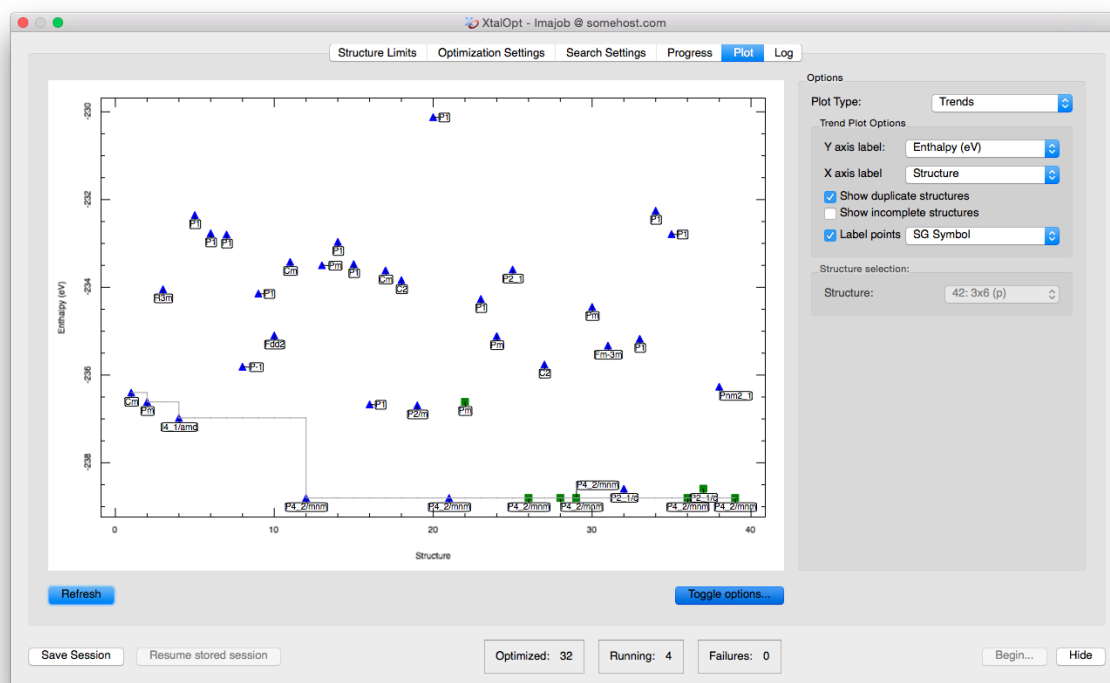 XtalOpt - Imajob @ somehost.com
Structure Limits Optimization Settings Search Settings Progress Plot Log
Options
Plot Type: Trends
Trend Plot Options
Y axis label: Enthalpy (eV)
X axis label Structure
Show duplicate structures
Show incomplete structures
Label points SG Symbol
Structure selection:
Structure: 42: 3x6 (p)
-230
-232
-234
-236
-238
Enthalpy (eV)
P1
P1
P1
P1
P1
P1
P1
P1
Cm
Pm
P1
Cm
C2
P2_1
R3m
P1
P1
Pm
Fdd2
Pm
Fm-3m
P1
P-1
C2
Pnm2_1
Cm
Pm
P1
P2/m
Pm
I4_1/amd
P4_2/mnm
P2_1/c
P2_1/c
P4_2/mnm
P4_2/mnm
P4_2/mnm
P4_2/mnm
P4_2/mnm
P4_2/mnm
0 10 20 30 40
Structure
Refresh
Toggle options...
Save Session
Resume stored session
Optimized: 32
Running: 4
Failures: 0
Begin...
Hide